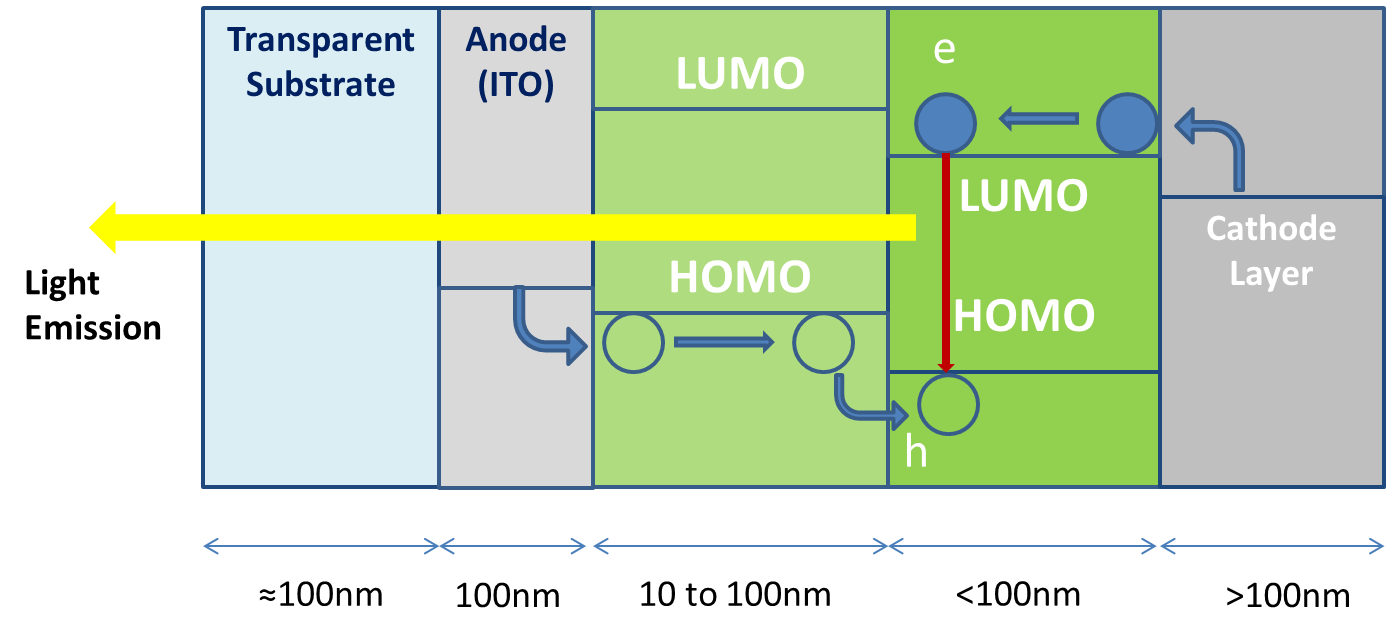 Transparent
Substrate
Anode
(ITO)
LUMO
e
LUMO
Cathode
Layer
HOMO
HOMO
Light
Emission
h
≈100nm
100nm
10 to 100nm
<100nm
>100nm